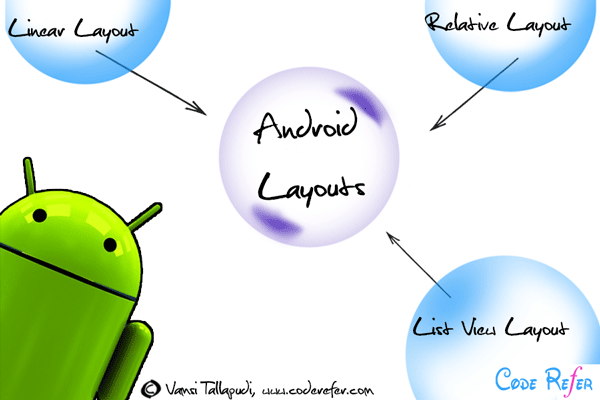 Linear Layout
Relative Layout
Android
Layouts
List View Layout
Code Refer
© Vamsi Tallapudi, www.coderefer.com